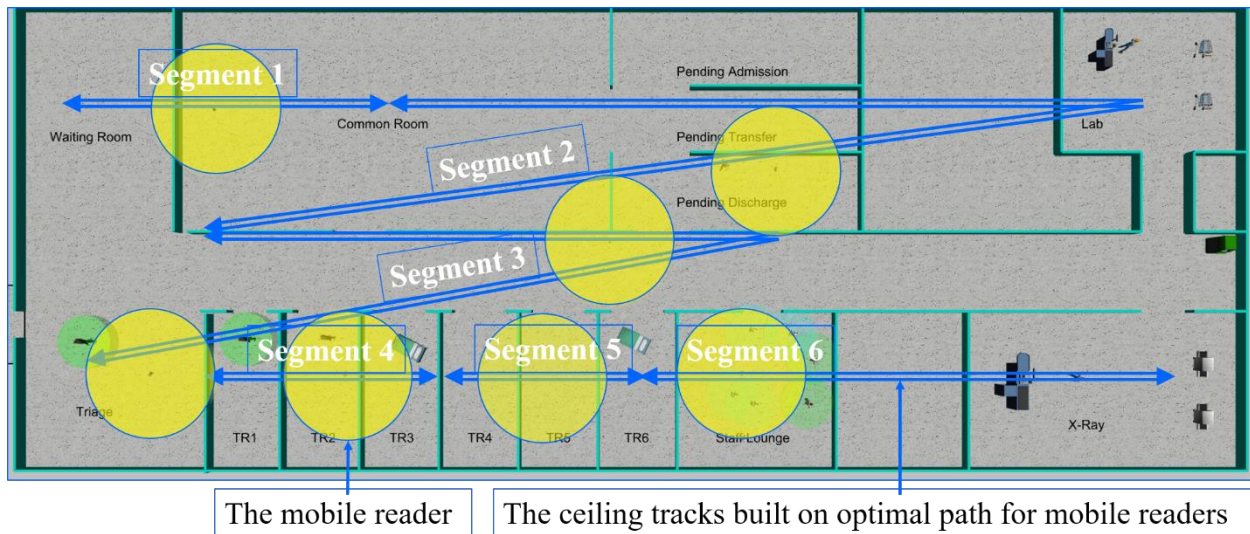 Segment 1
Pending Admission
Waiting Room
Common Room
Pending Transfer
Lab
Segment 2
Pending Discharge
Segment 3
Segment 4
Segment 5
Segment 6
Triage
TR1
TR2
TR3
TR4
TR5
TR6
Staff Lounge
X-Ray
The mobile reader
The ceiling tracks built on optimal path for mobile readers